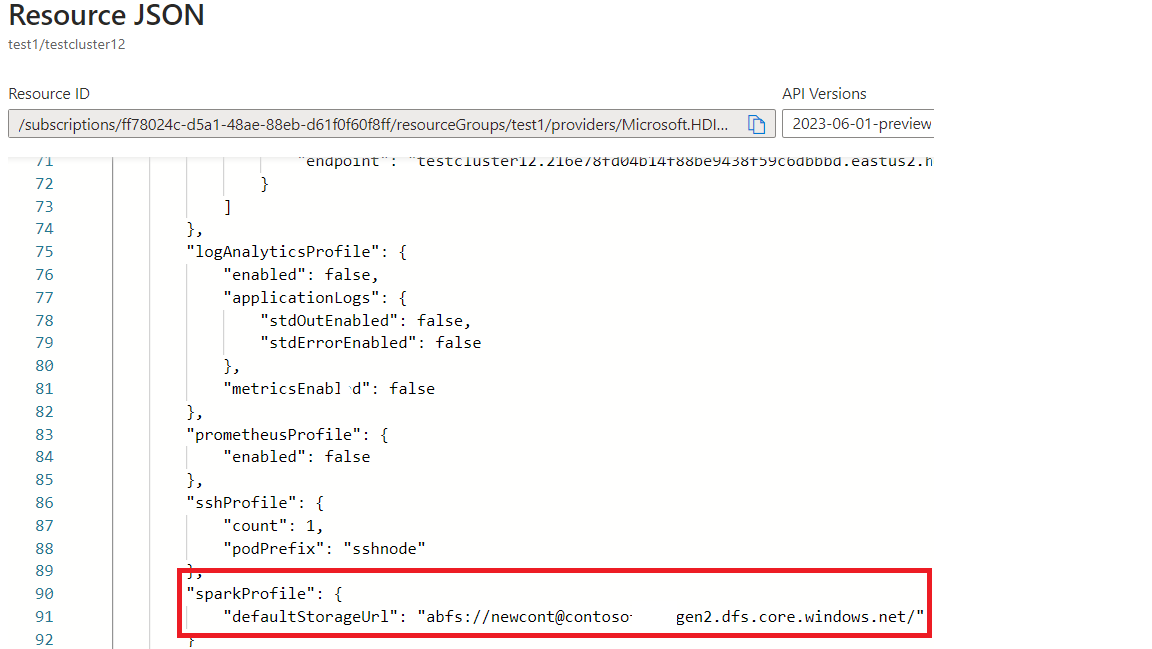 Resource JSON
test1/testcluster12
Resource ID
API Versions
/subscriptions/ff78024c-d5a1-48ae-88eb-d61f0f60f8ff/resourceGroups/test1/providers/Microsoft.HDI...
2023-06-01-preview
71 "endpoint": "testcluster12.216e78fd04b14f88be9438f59c6dbbbd.eastus2.h
72 }
73 ]
74 },
75 "logAnalyticsProfile": {
76 "enabled": false,
77 "applicationLogs": {
78 "stdOutEnabled": false,
79 "stdErrorEnabled": false
80 },
81 "metricsEnabl d": false
82 },
83 "prometheusProfile": {
84 "enabled": false
85 },
86 "sshProfile": {
87 "count": 1,
88 "podPrefix": "sshnode"
89 },
90 "sparkProfile": {
91 "defaultStorageUrl": "abfs://newcont@contoso gen2.dfs.core.windows.net/"
92 }